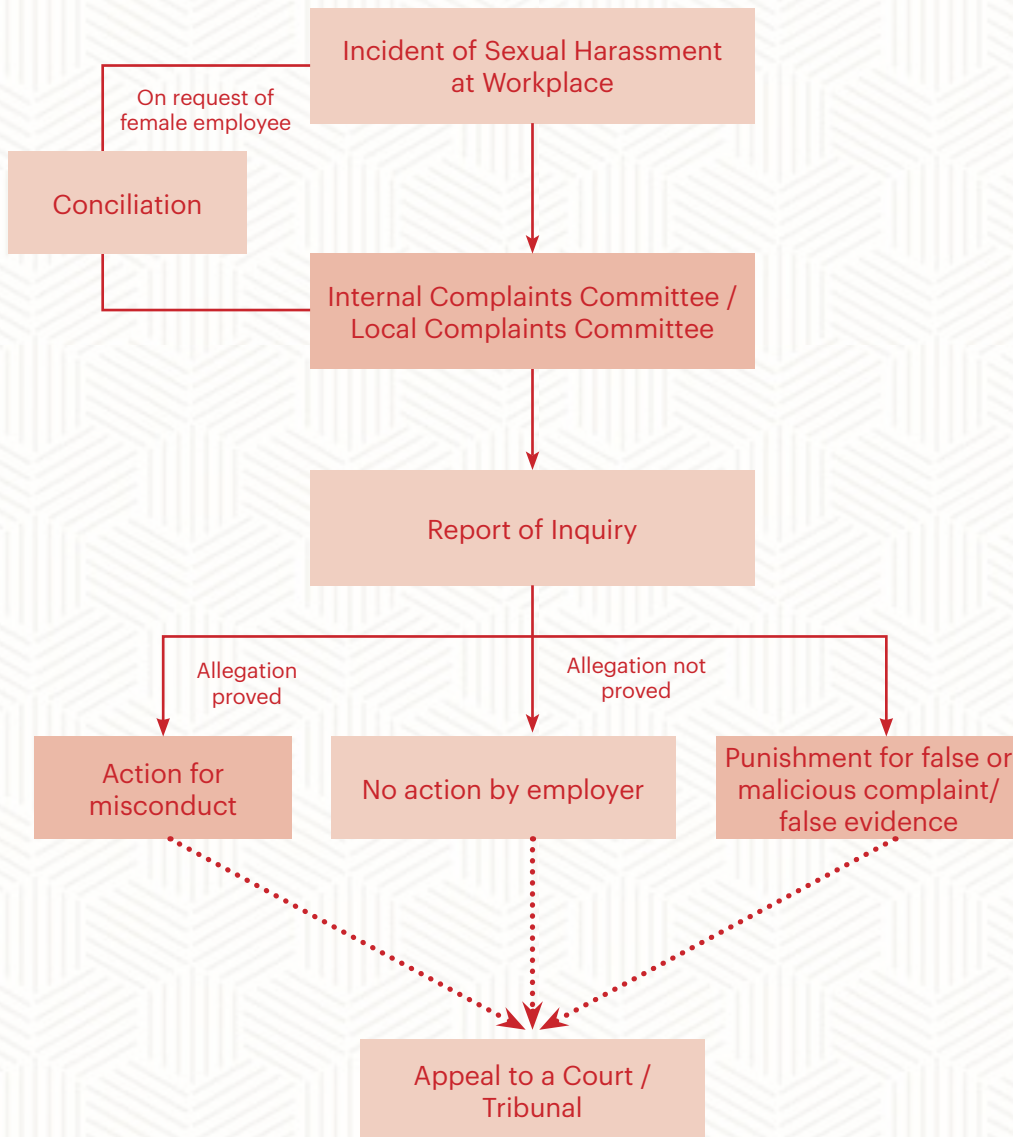 Incident of Sexual Harassment
at Workplace
On request of
female employee
Conciliation
Internal Complaints Committee /
Local Complaints Committee
Report of Inquiry
Allegation
proved
Allegation not
proved
Action for
misconduct
No action by employer
Punishment for false or
malicious complaint/
false evidence
Appeal to a Court /
Tribunal